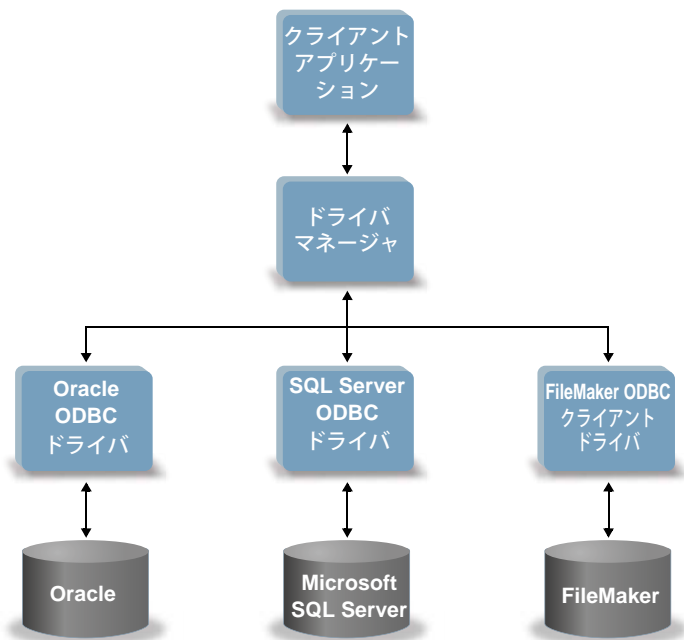 クライアント
アプリケー
ション
ドライバ
マネージャ
Oracle
ODBC
ドライバ
SQL Server
ODBC
ドライバ
FileMaker ODBC
クライアント
ドライバ
Oracle
Microsoft
SQL Server
FileMaker